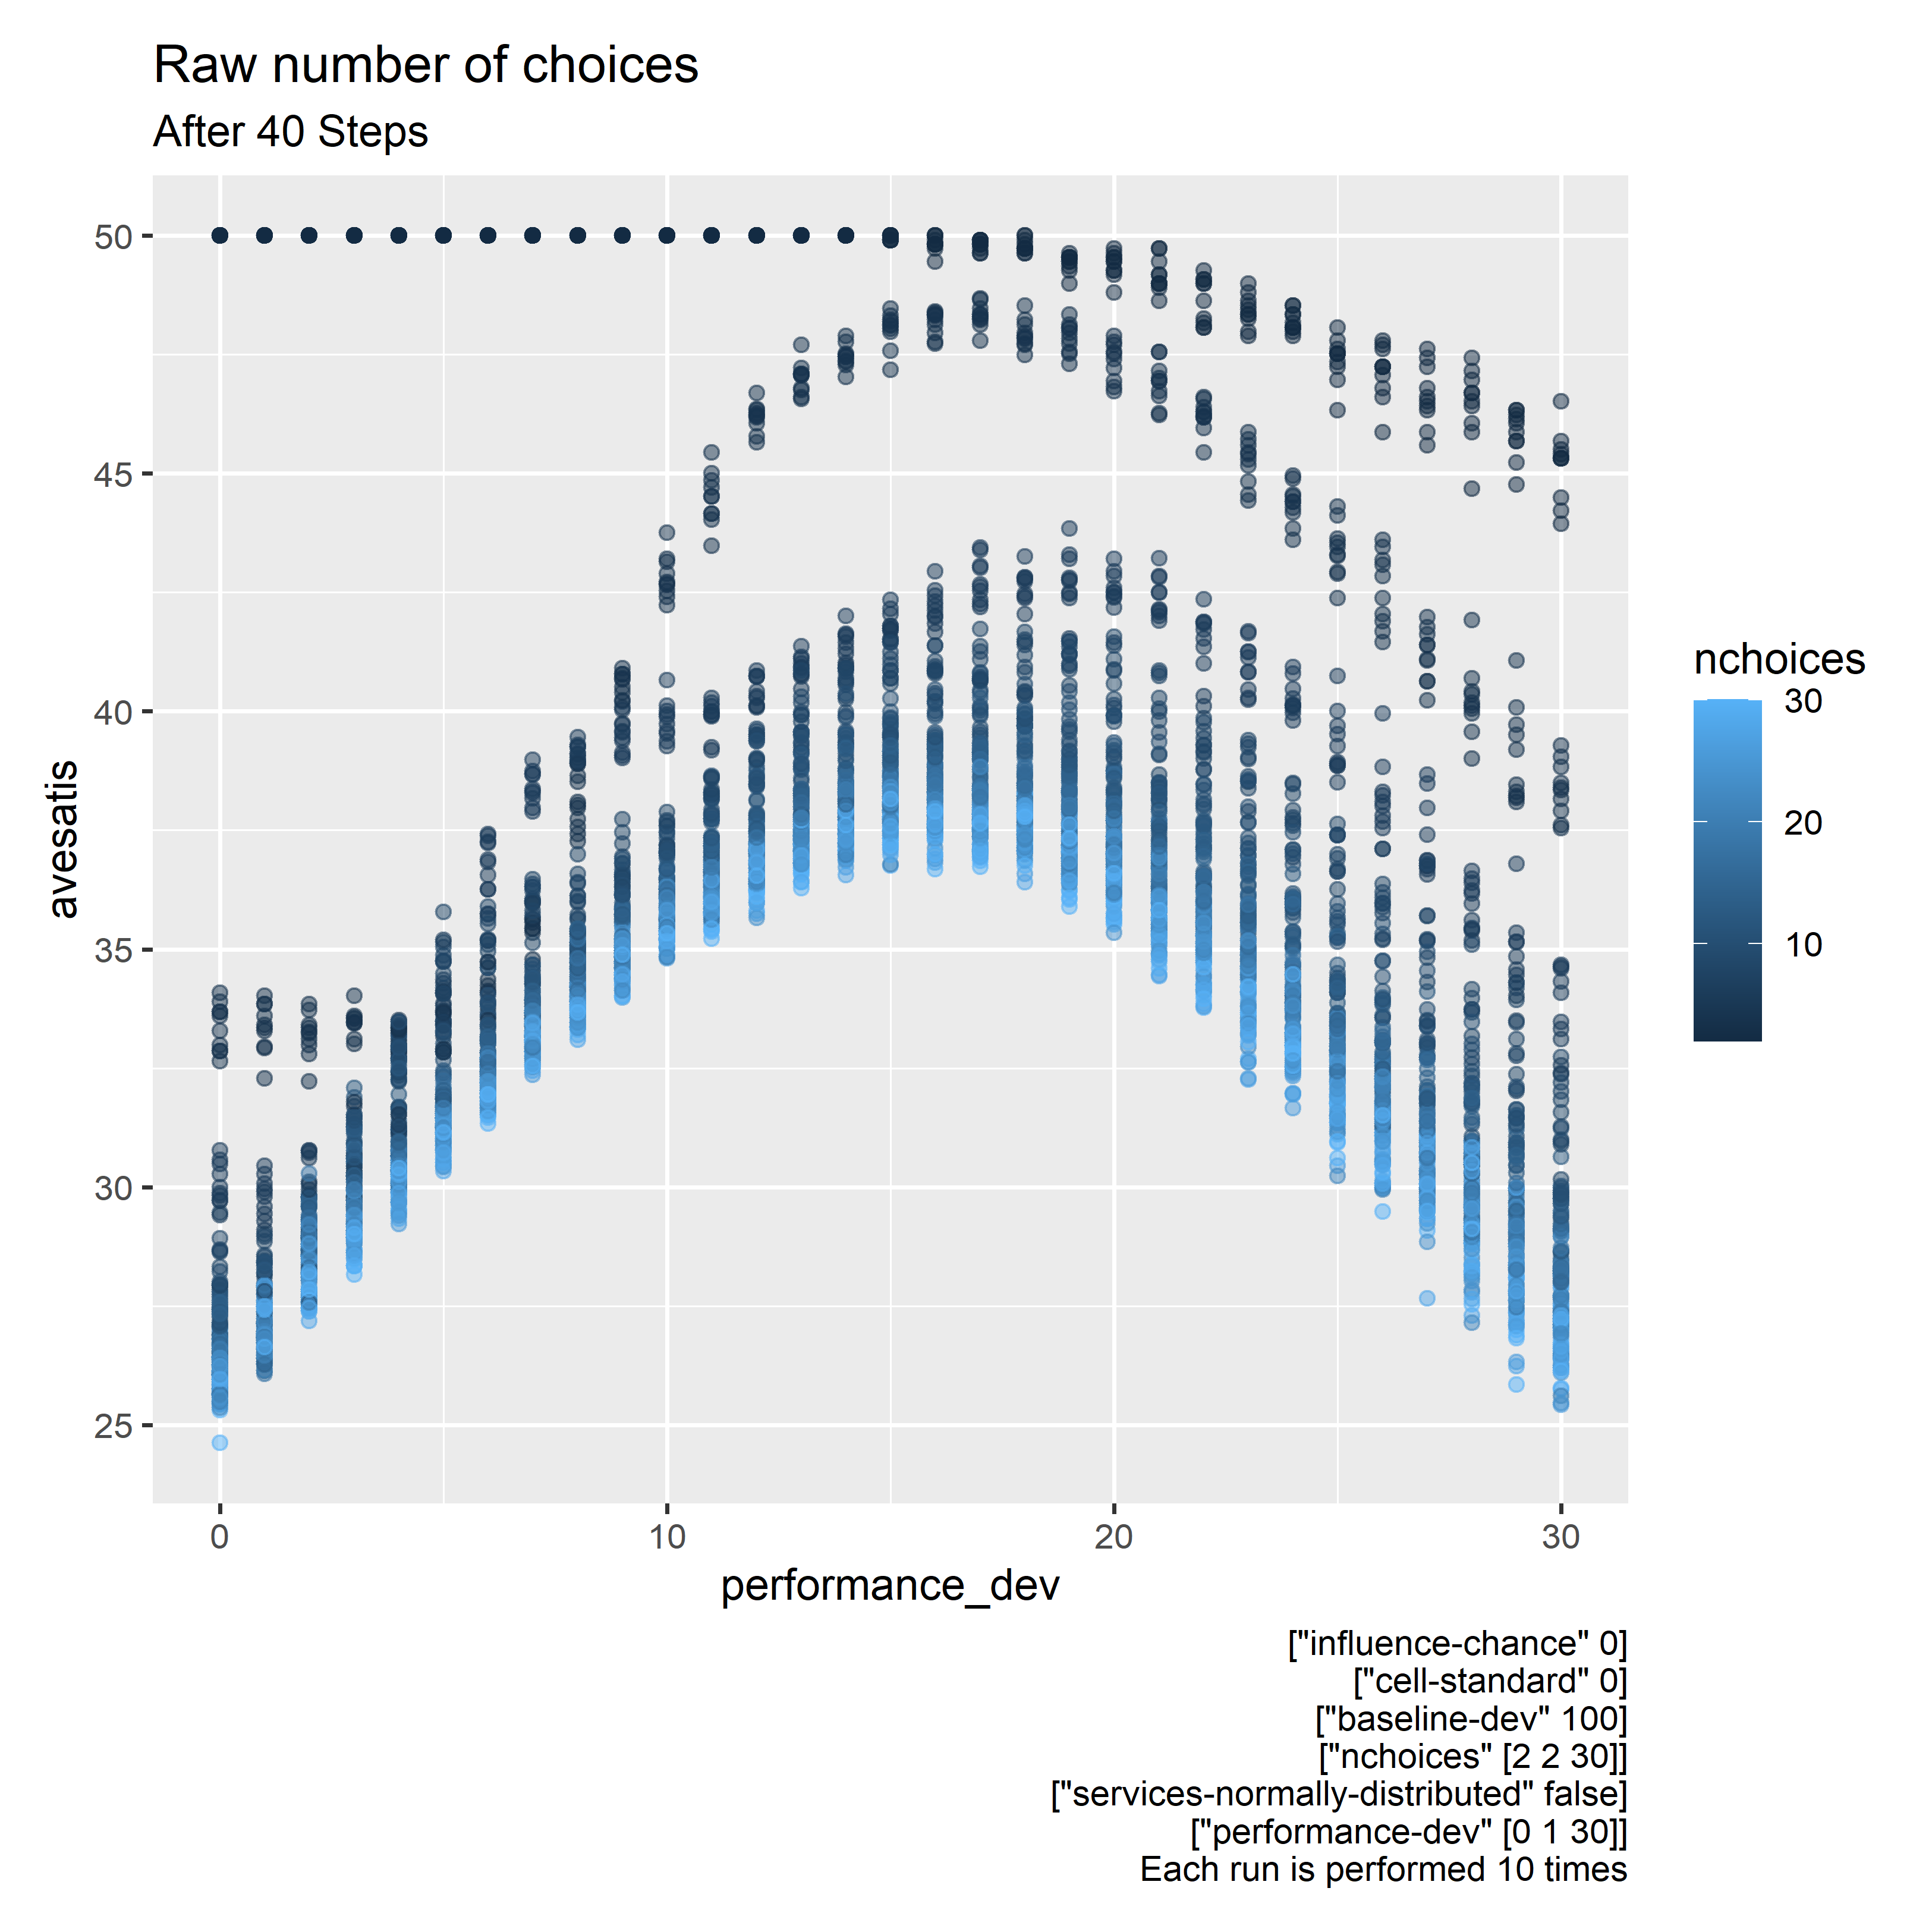 Raw number of choices
After 40 Steps
50
45
40
35
30
25
avesatis
0
10
20
30
performance_dev
nchoices
30
20
10
["influence-chance" 0]
["cell-standard" 0]
["baseline-dev" 100]
["nchoices" [2 2 30]]
["services-normally-distributed" false]
["performance-dev" [0 1 30]]
Each run is performed 10 times